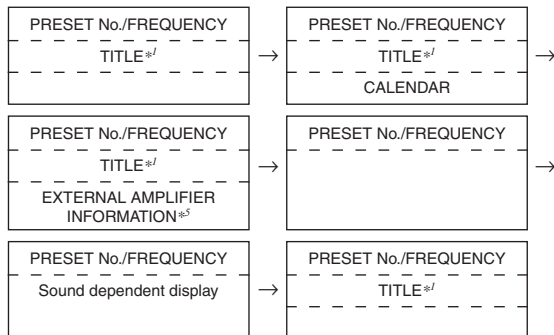 PRESET No./FREQUENCY
TITLE*1
→
PRESET No./FREQUENCY
TITLE*1
CALENDAR
→
PRESET No./FREQUENCY
TITLE*1
EXTERNAL AMPLIFIER
INFORMATION*5
→
PRESET No./FREQUENCY
→
PRESET No./FREQUENCY
Sound dependent display
→
PRESET No./FREQUENCY
TITLE*1